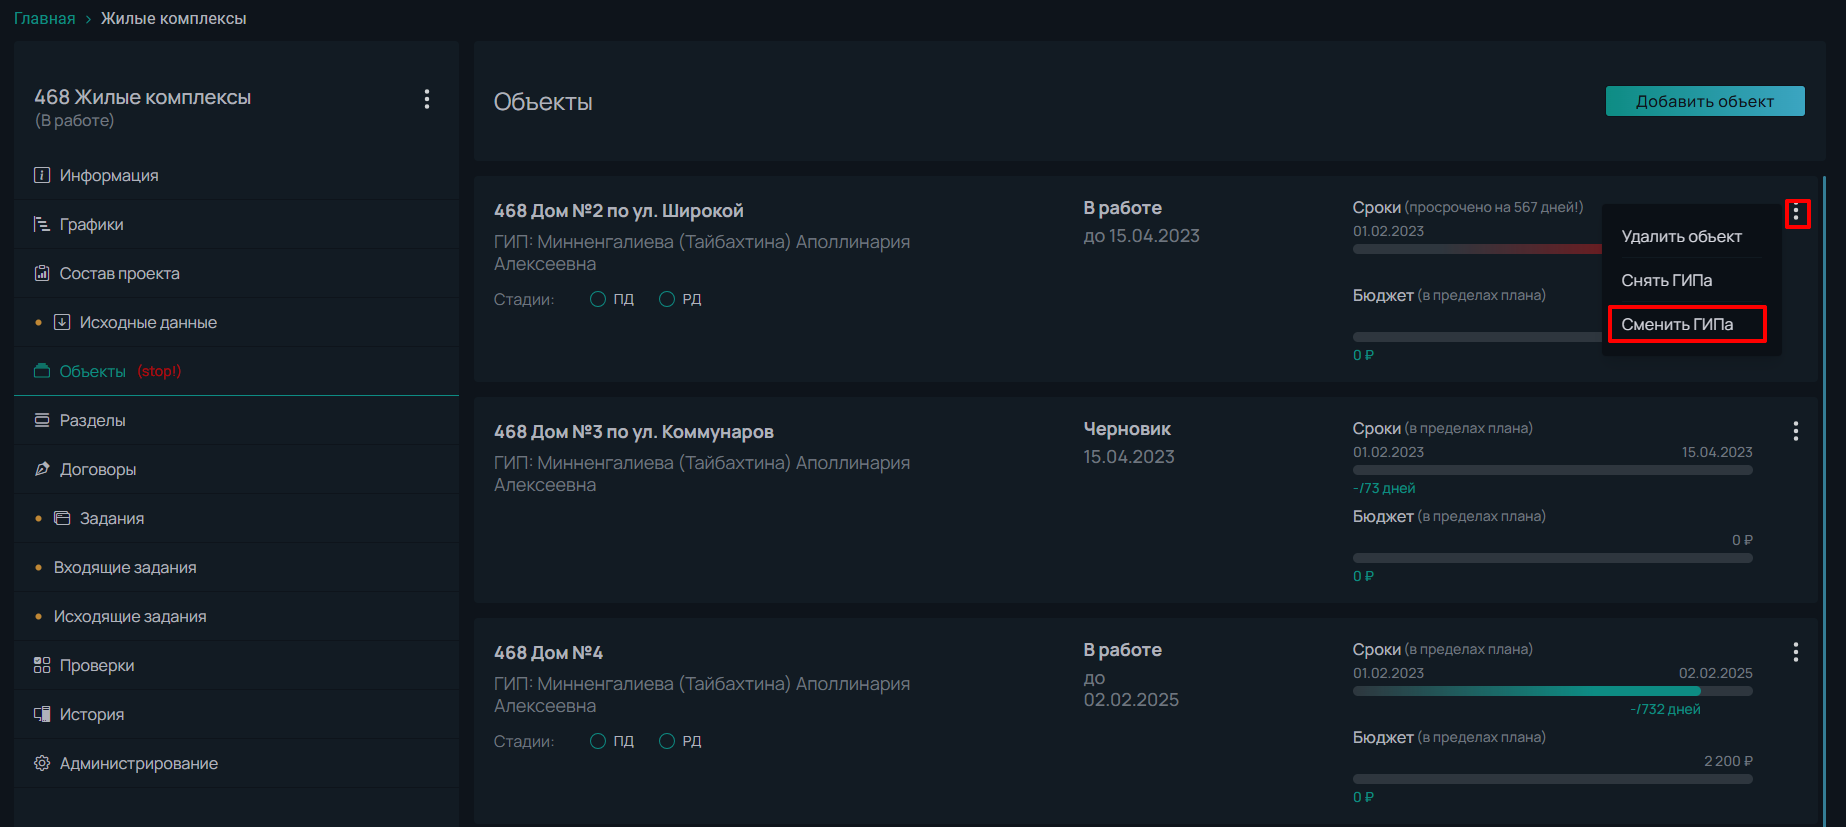 Главная › Жилые комплексы
468 Жилые комплексы
(В работе)
Информация
Графики
Состав проекта
Исходные данные
Объекты (stop!)
Разделы
Договоры
Задания
Входящие задания
Исходящие задания
Проверки
История
Администрирование
Объекты
Добавить объект
468 Дом №2 по ул. Широкой
ГИП: Минненгалиева (Тайбахтина) Аполлинария
Алексеевна
Стадии: ПД РД
В работе
до 15.04.2023
Сроки (просрочено на 567 дней!)
01.02.2023
Бюджет (в пределах плана)
0 ₽
Удалить объект
Снять ГИПа
Сменить ГИПа
468 Дом №3 по ул. Коммунаров
ГИП: Минненгалиева (Тайбахтина) Аполлинария
Алексеевна
Черновик
15.04.2023
Сроки (в пределах плана)
01.02.2023 15.04.2023
-/73 дней
Бюджет (в пределах плана)
0 ₽
0 ₽
468 Дом №4
ГИП: Минненгалиева (Тайбахтина) Аполлинария
Алексеевна
Стадии: ПД РД
В работе
до
02.02.2025
Сроки (в пределах плана)
01.02.2023 02.02.2025
-/732 дней
Бюджет (в пределах плана)
2 200 ₽
0 ₽